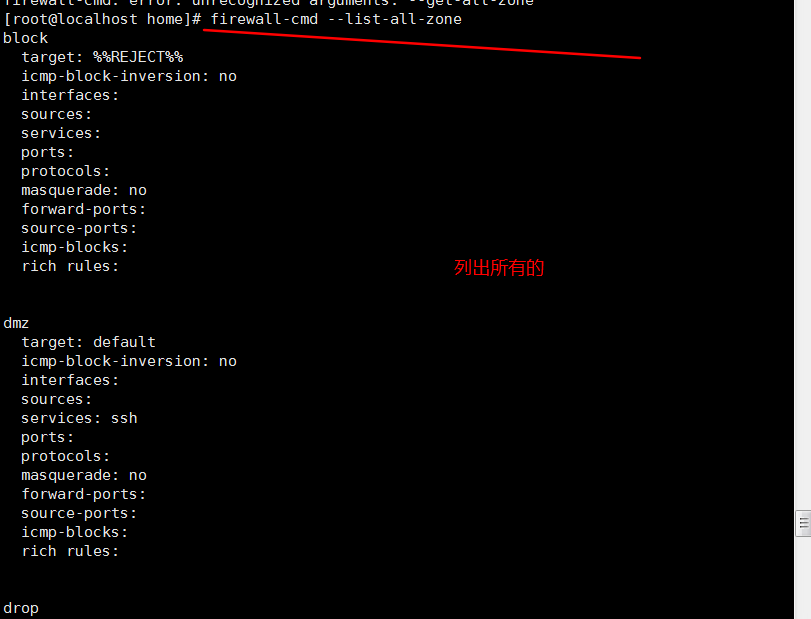 firewall-cmd: error: unrecognized arguments: --get-all-zone
[root@localhost home]# firewall-cmd --list-all-zone
block
  target: %%REJECT%%
  icmp-block-inversion: no
  interfaces:
  sources:
  services:
  ports:
  protocols:
  masquerade: no
  forward-ports:
  source-ports:
  icmp-blocks:
  rich rules:
列出所有的
dmz
  target: default
  icmp-block-inversion: no
  interfaces:
  sources:
  services: ssh
  ports:
  protocols:
  masquerade: no
  forward-ports:
  source-ports:
  icmp-blocks:
  rich rules:
drop